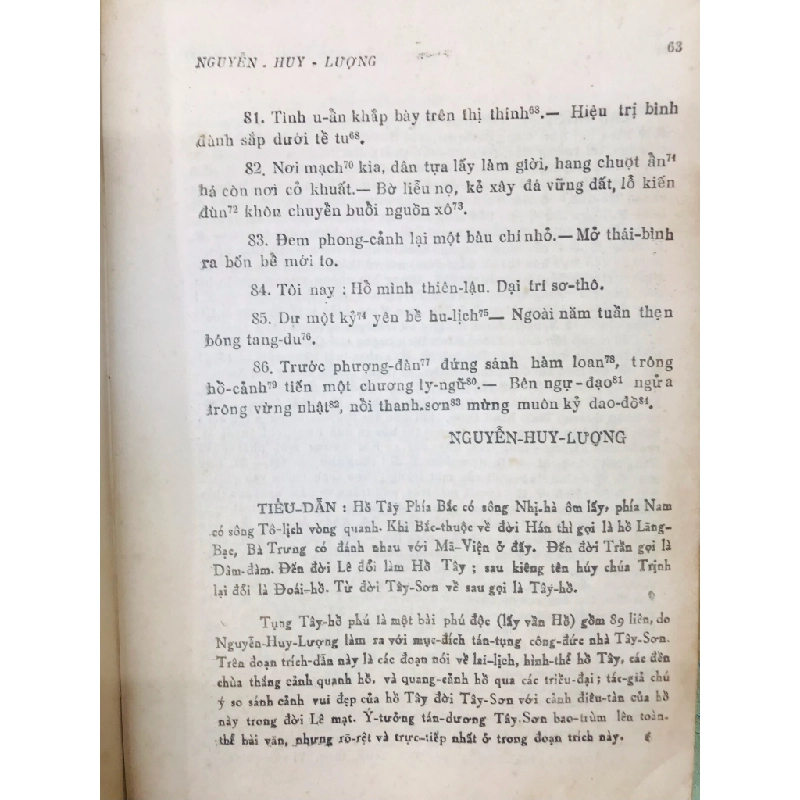 NGUYỄN - HUY - LƯỢNG
63
81. Tình u-ẩn khắp bày trên thị thính⁶⁸.— Hiệu trị bình
đành sắp dưới tề tu⁶⁸.
82. Nơi mạch⁷⁰ kia, dân tựa lấy làm giời, hang chuột ẩn⁷¹
há còn nơi cỏ khuất.— Bờ liễu nọ, kẻ xây đá vững đất, lỗ kiến
đùn⁷² khôn chuyển buổi nguồn xô⁷³.
83. Đem phong-cảnh lại một bầu chỉ nhỏ.— Mở thái-bình
ra bốn bề mới to.
84. Tôi nay : Hổ mình thiên-lậu. Dại trí sơ-thô.
85. Dư một kỷ⁷⁴ yên bề hu-lịch⁷⁵— Ngoài năm tuần thẹn
bóng tang-du⁷⁶.
86. Trước phượng-đàn⁷⁷ đứng sánh hàm loan⁷⁸, trông
hồ-cảnh⁷⁹ tiến một chương ly-ngữ⁸⁰.— Bên ngự-đạo⁸¹ ngửa
trông vừng nhật⁸², nồi thanh.sơn⁸³ mừng muôn kỷ dao-đồ⁸⁴.
NGUYỄN-HUY-LƯỢNG
TIỂU-DẪN : Hồ Tây Phía Bắc có sông Nhị.hà ôm lấy, phía Nam
có sông Tô-lịch vòng quanh. Khi Bắc-thuộc về đời Hán thì gọi là hồ Lãng-
Bạc, Bà Trưng có đánh nhau với Mã-Viện ở đấy. Đến đời Trần gọi là
Dâm-đàm. Đến đời Lê đổi làm Hồ Tây ; sau kiêng tên húy chúa Trịnh
lại đổi là Đoái-hồ. Từ đời Tây-Sơn về sau gọi là Tây-hồ.
Tụng Tây-hồ phú là một bài phú độc (lấy vần Hồ) gồm 89 liên, do
Nguyễn-Huy-Lượng làm ra với mục-đích tán-tụng công-đức nhà Tây-Sơn.
Trên đoạn trích-dẫn này là các đoạn nói về lai-lịch, hình-thể hồ Tây, các đền
chùa thắng cảnh quanh hồ, và quang-cảnh hồ qua các triều-đại ; tác-giả chú
ý so sánh cảnh vui đẹp của hồ Tây đời Tây-Sơn với cảnh điêu-tàn của hồ
này trong đời Lê mạt. Ý-tưởng tán-dương Tây.Sơn bao-trùm lên toàn.
thể bài văn, nhưng rõ-rệt và trực-tiếp nhất ở trong đoạn trích này.